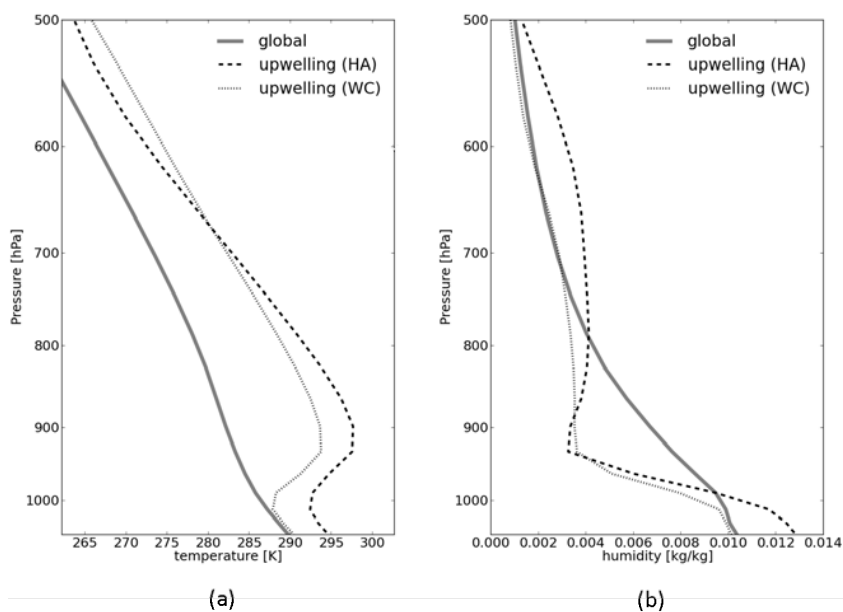 500
600
700
800
900
1000
Pressure [hPa]
global
upwelling (HA)
upwelling (WC)
265 270 275 280 285 290 295 300
temperature [K]
(a)
500
600
700
800
900
1000
Pressure [hPa]
global
upwelling (HA)
upwelling (WC)
0.000 0.002 0.004 0.006 0.008 0.010 0.012 0.014
humidity [kg/kg]
(b)